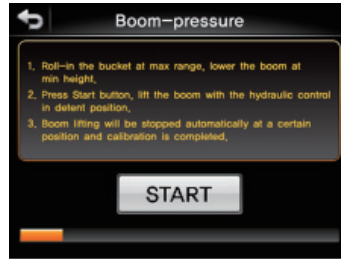 Boom-pressure
1. Roll-in the bucket at max range, lower the boom at
min height,
2. Press Start button, lift the boom with the hydraulic control
in detent position,
3. Boom lifting will be stopped automatically at a certain
position and calibration is completed,
START